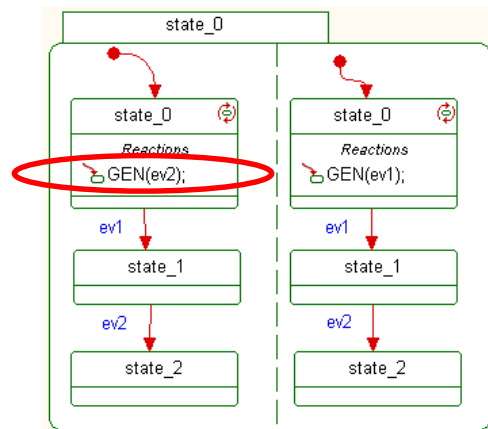 state_0
state_0
Reactions
GEN(ev2);
ev1
state_1
ev2
state_2
state_0
Reactions
GEN(ev1);
ev1
state_1
ev2
state_2